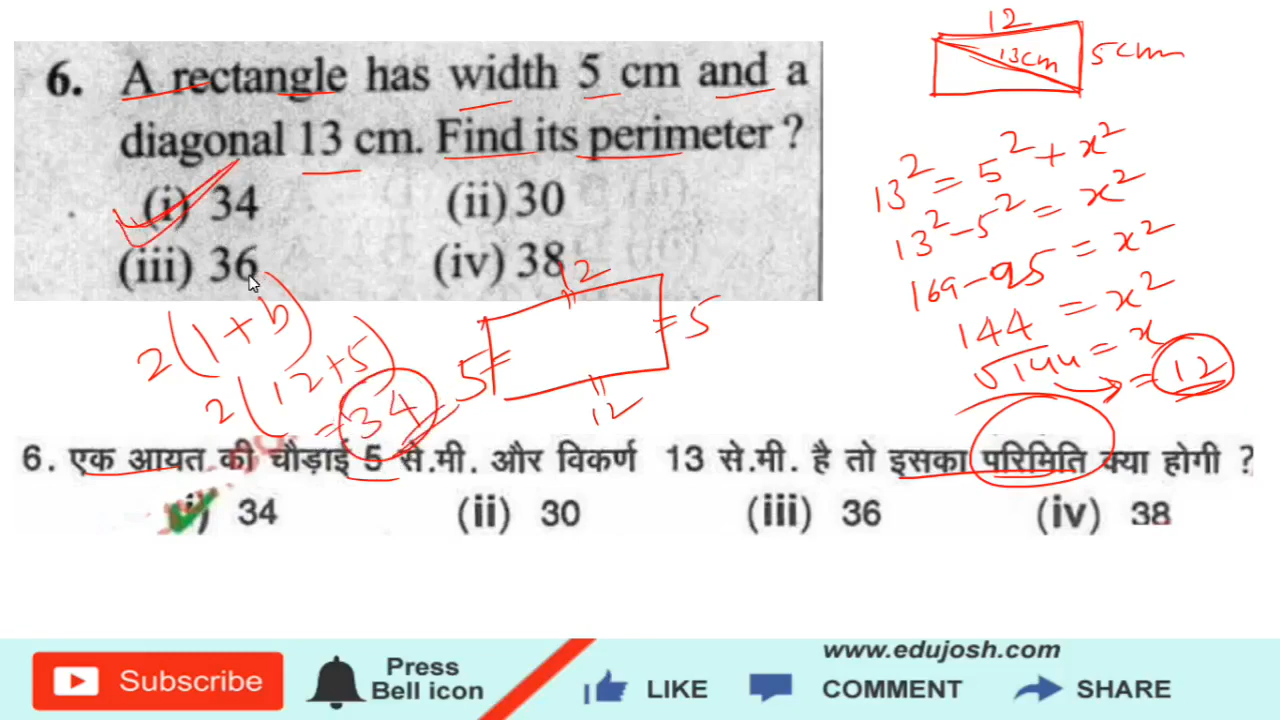 6. A rectangle has width 5 cm and a
diagonal 13 cm. Find its perimeter ?
(i) 34 (ii) 30
(iii) 36 (iv) 38
12
13cm 5cm
13² = 5² + x²
13² - 5² = x²
169 - 25 = x²
144 = x²
√144 = x
= 12
2(l + b)
2(12 + 5)
= 34
12
5 5
12
6. एक आयत की चौड़ाई 5 से.मी. और विकर्ण 13 से.मी. है तो इसका परिमिति क्या होगी ?
i) 34 (ii) 30 (iii) 36 (iv) 38
www.edujosh.com
Subscribe Press Bell icon LIKE COMMENT SHARE